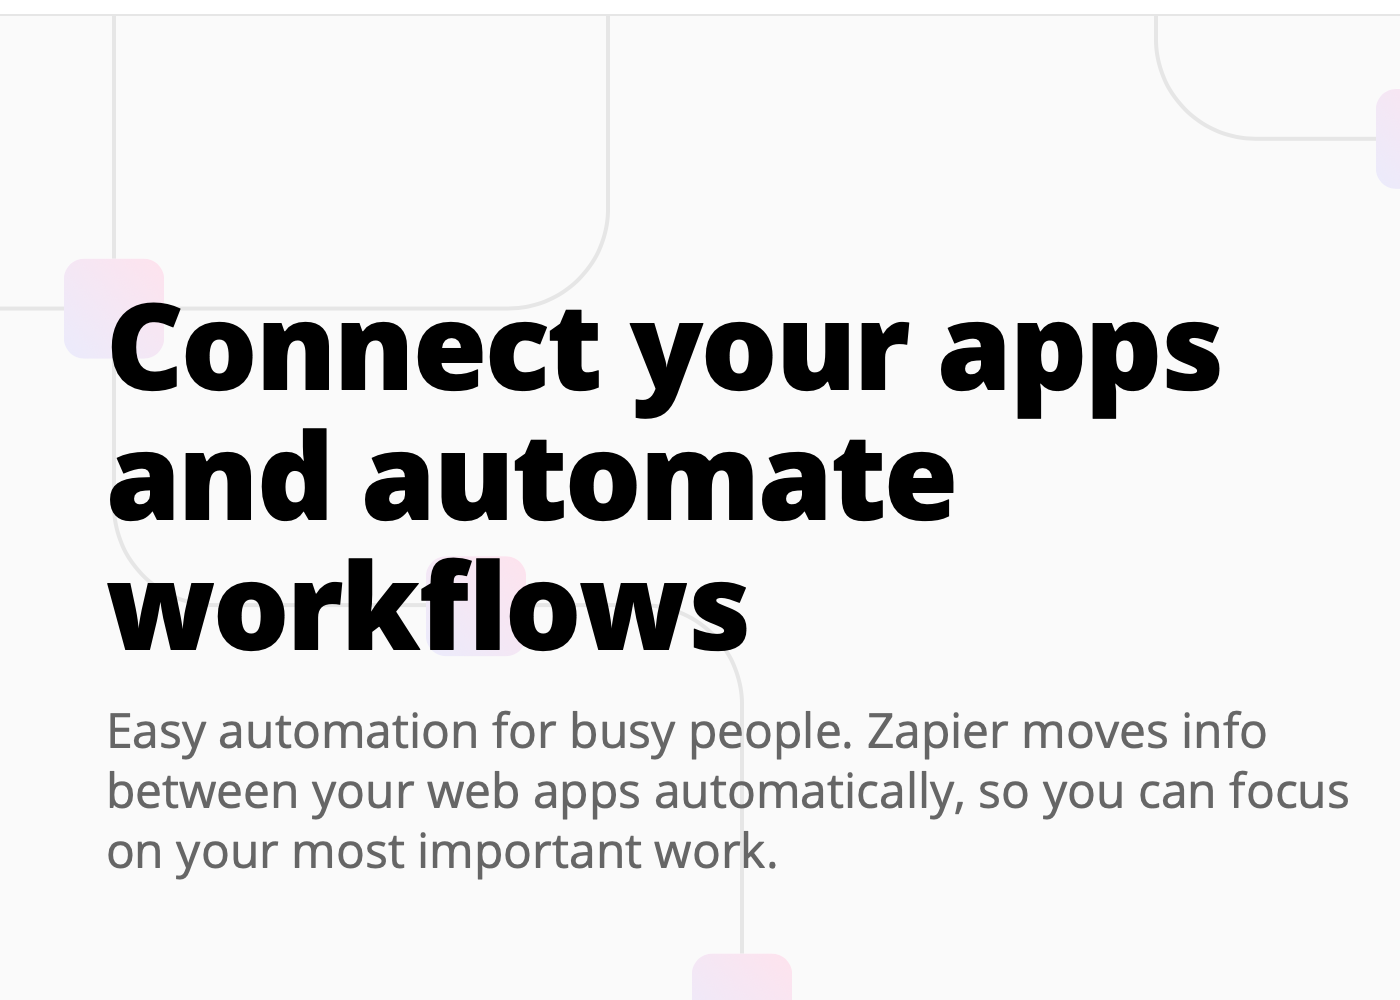 Connect your apps
and automate
workflows
Easy automation for busy people. Zapier moves info
between your web apps automatically, so you can focus
on your most important work.